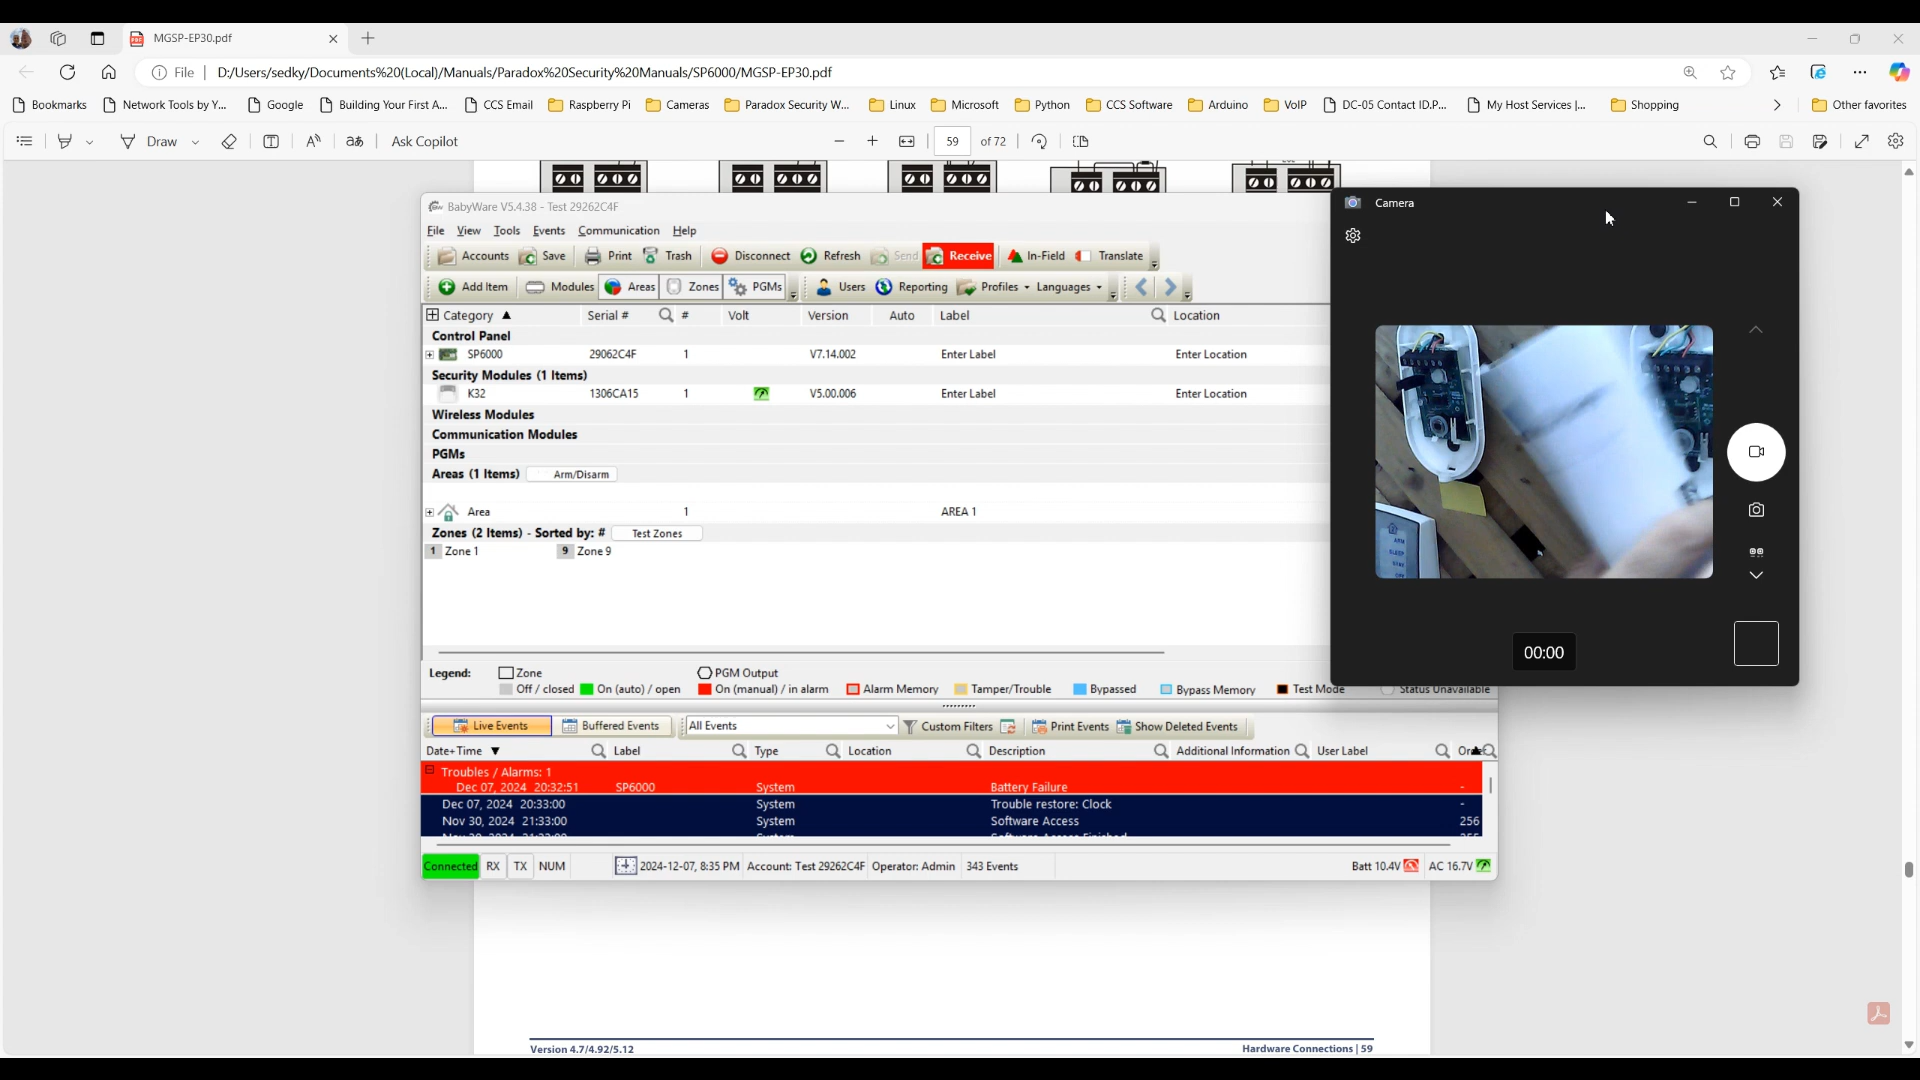 MGSP-EP30.pdf
File D:/Users/sedky/Documents%20(Local)/Manuals/Paradox%20Security%20Manuals/SP6000/MGSP-EP30.pdf
Bookmarks Network Tools by Y... Google Building Your First A... CCS Email Raspberry Pi Cameras Paradox Security W... Linux Microsoft Python CCS Software Arduino VoIP DC-05 Contact ID.P... My Host Services |... Shopping Other favorites
Draw Ask Copilot 59 of 72
BabyWare V5.4.38 - Test 29262C4F
File View Tools Events Communication Help
Accounts Save Print Trash Disconnect Refresh Send Receive In-Field Translate
Add Item Modules Areas Zones PGMs Users Reporting Profiles Languages
Category Serial # # Volt Version Auto Label Location
Control Panel
SP6000 29062C4F 1 V7.14.002 Enter Label Enter Location
Security Modules (1 Items)
K32 1306CA15 1 V5.00.006 Enter Label Enter Location
Wireless Modules
Communication Modules
PGMs
Areas (1 Items) Arm/Disarm
Area 1 AREA 1
Zones (2 Items) - Sorted by: # Test Zones
1 Zone 1 9 Zone 9
Legend: Zone PGM Output
Off / closed On (auto) / open On (manual) / in alarm Alarm Memory Tamper/Trouble Bypassed Bypass Memory Test Mode Status Unavailable
Live Events Buffered Events All Events Custom Filters Print Events Show Deleted Events
Date+Time Label Type Location Description Additional Information User Label
Troubles / Alarms: 1
Dec 07, 2024 20:32:51 SP6000 System Battery Failure -
Dec 07, 2024 20:33:00 System Trouble restore: Clock -
Nov 30, 2024 21:33:00 System Software Access 256
Connected RX TX NUM 2024-12-07, 8:35 PM Account: Test 29262C4F Operator: Admin 343 Events Batt 10.4V AC 16.7V
Camera
ARM
SLEEP
00:00
Version 4.7/4.92/5.12 Hardware Connections | 59